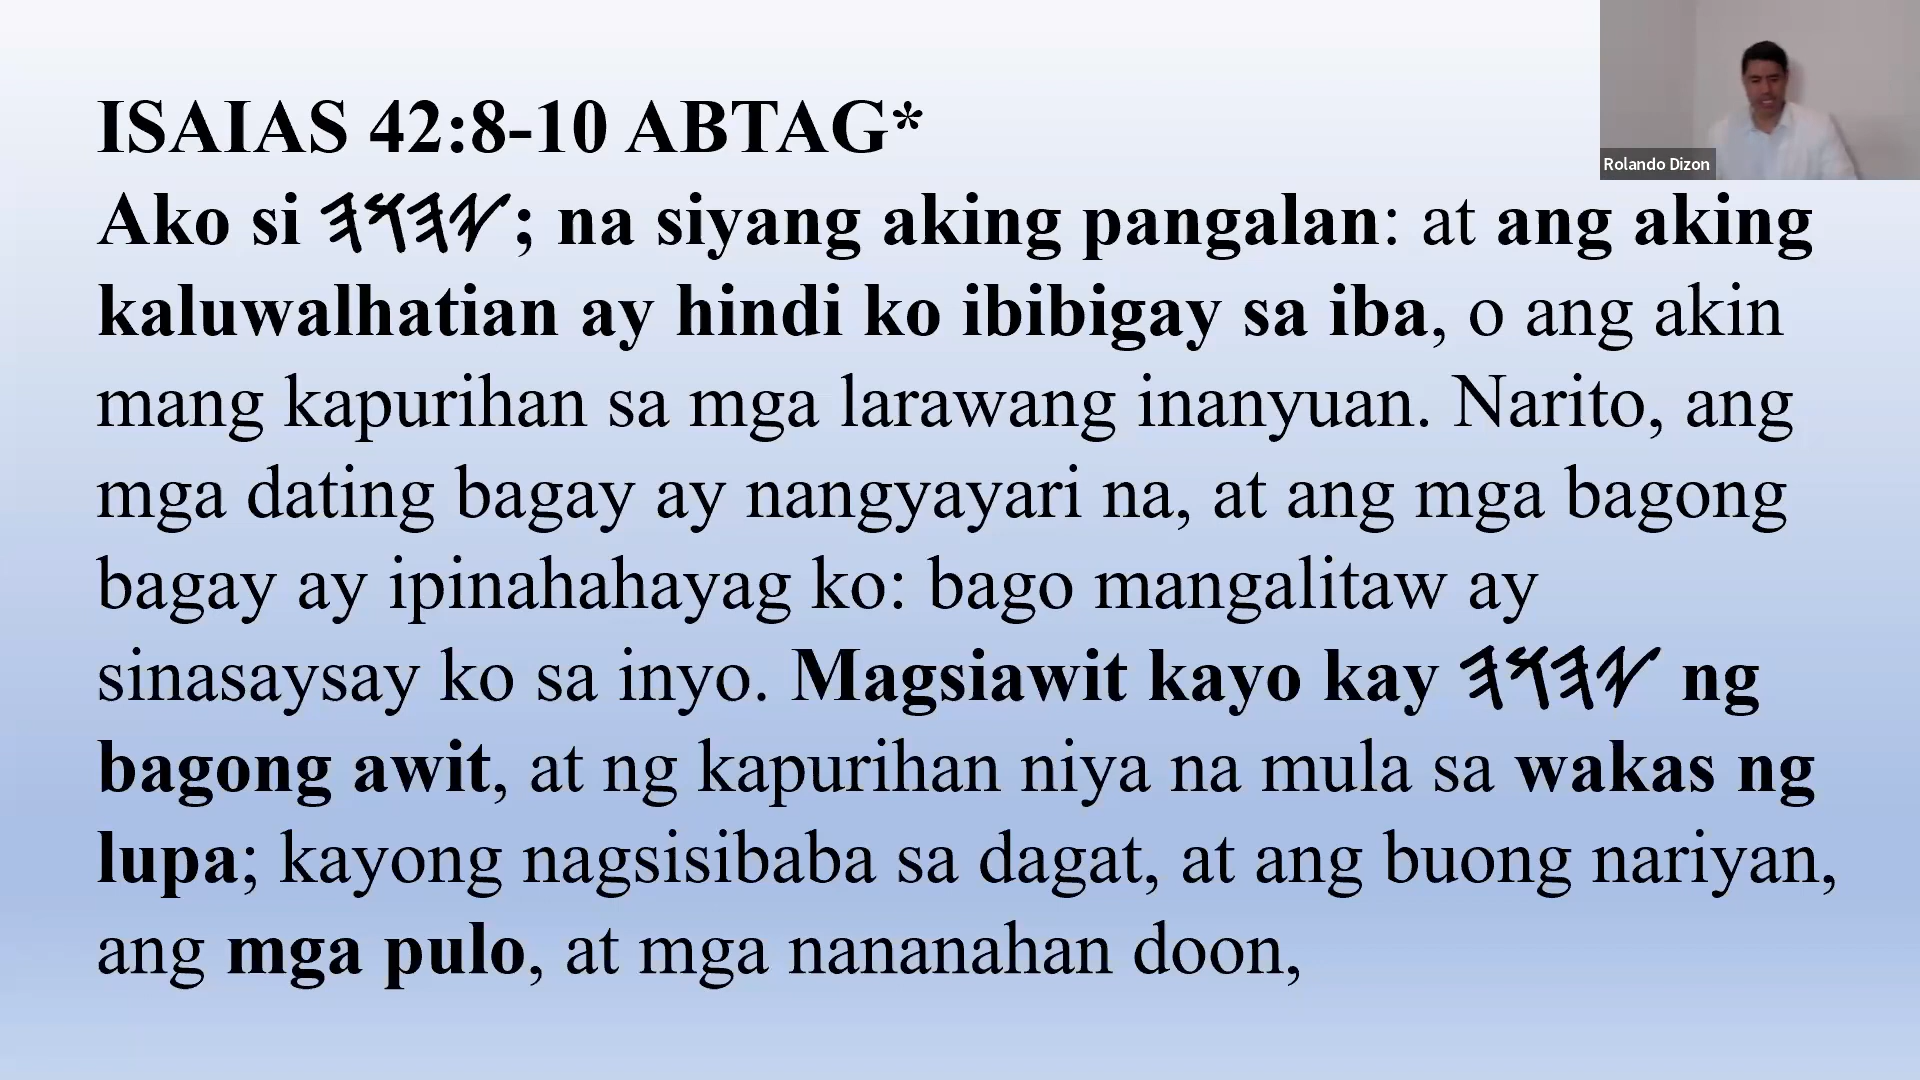 ISAIAS 42:8-10 ABTAG*
Ako si 𐤉𐤄𐤅𐤄; na siyang aking pangalan: at ang aking
kaluwalhatian ay hindi ko ibibigay sa iba, o ang akin
mang kapurihan sa mga larawang inanyuan. Narito, ang
mga dating bagay ay nangyayari na, at ang mga bagong
bagay ay ipinahahayag ko: bago mangalitaw ay
sinasaysay ko sa inyo. Magsiawit kayo kay 𐤉𐤄𐤅𐤄 ng
bagong awit, at ng kapurihan niya na mula sa wakas ng
lupa; kayong nagsisibaba sa dagat, at ang buong nariyan,
ang mga pulo, at mga nananahan doon,
Rolando Dizon